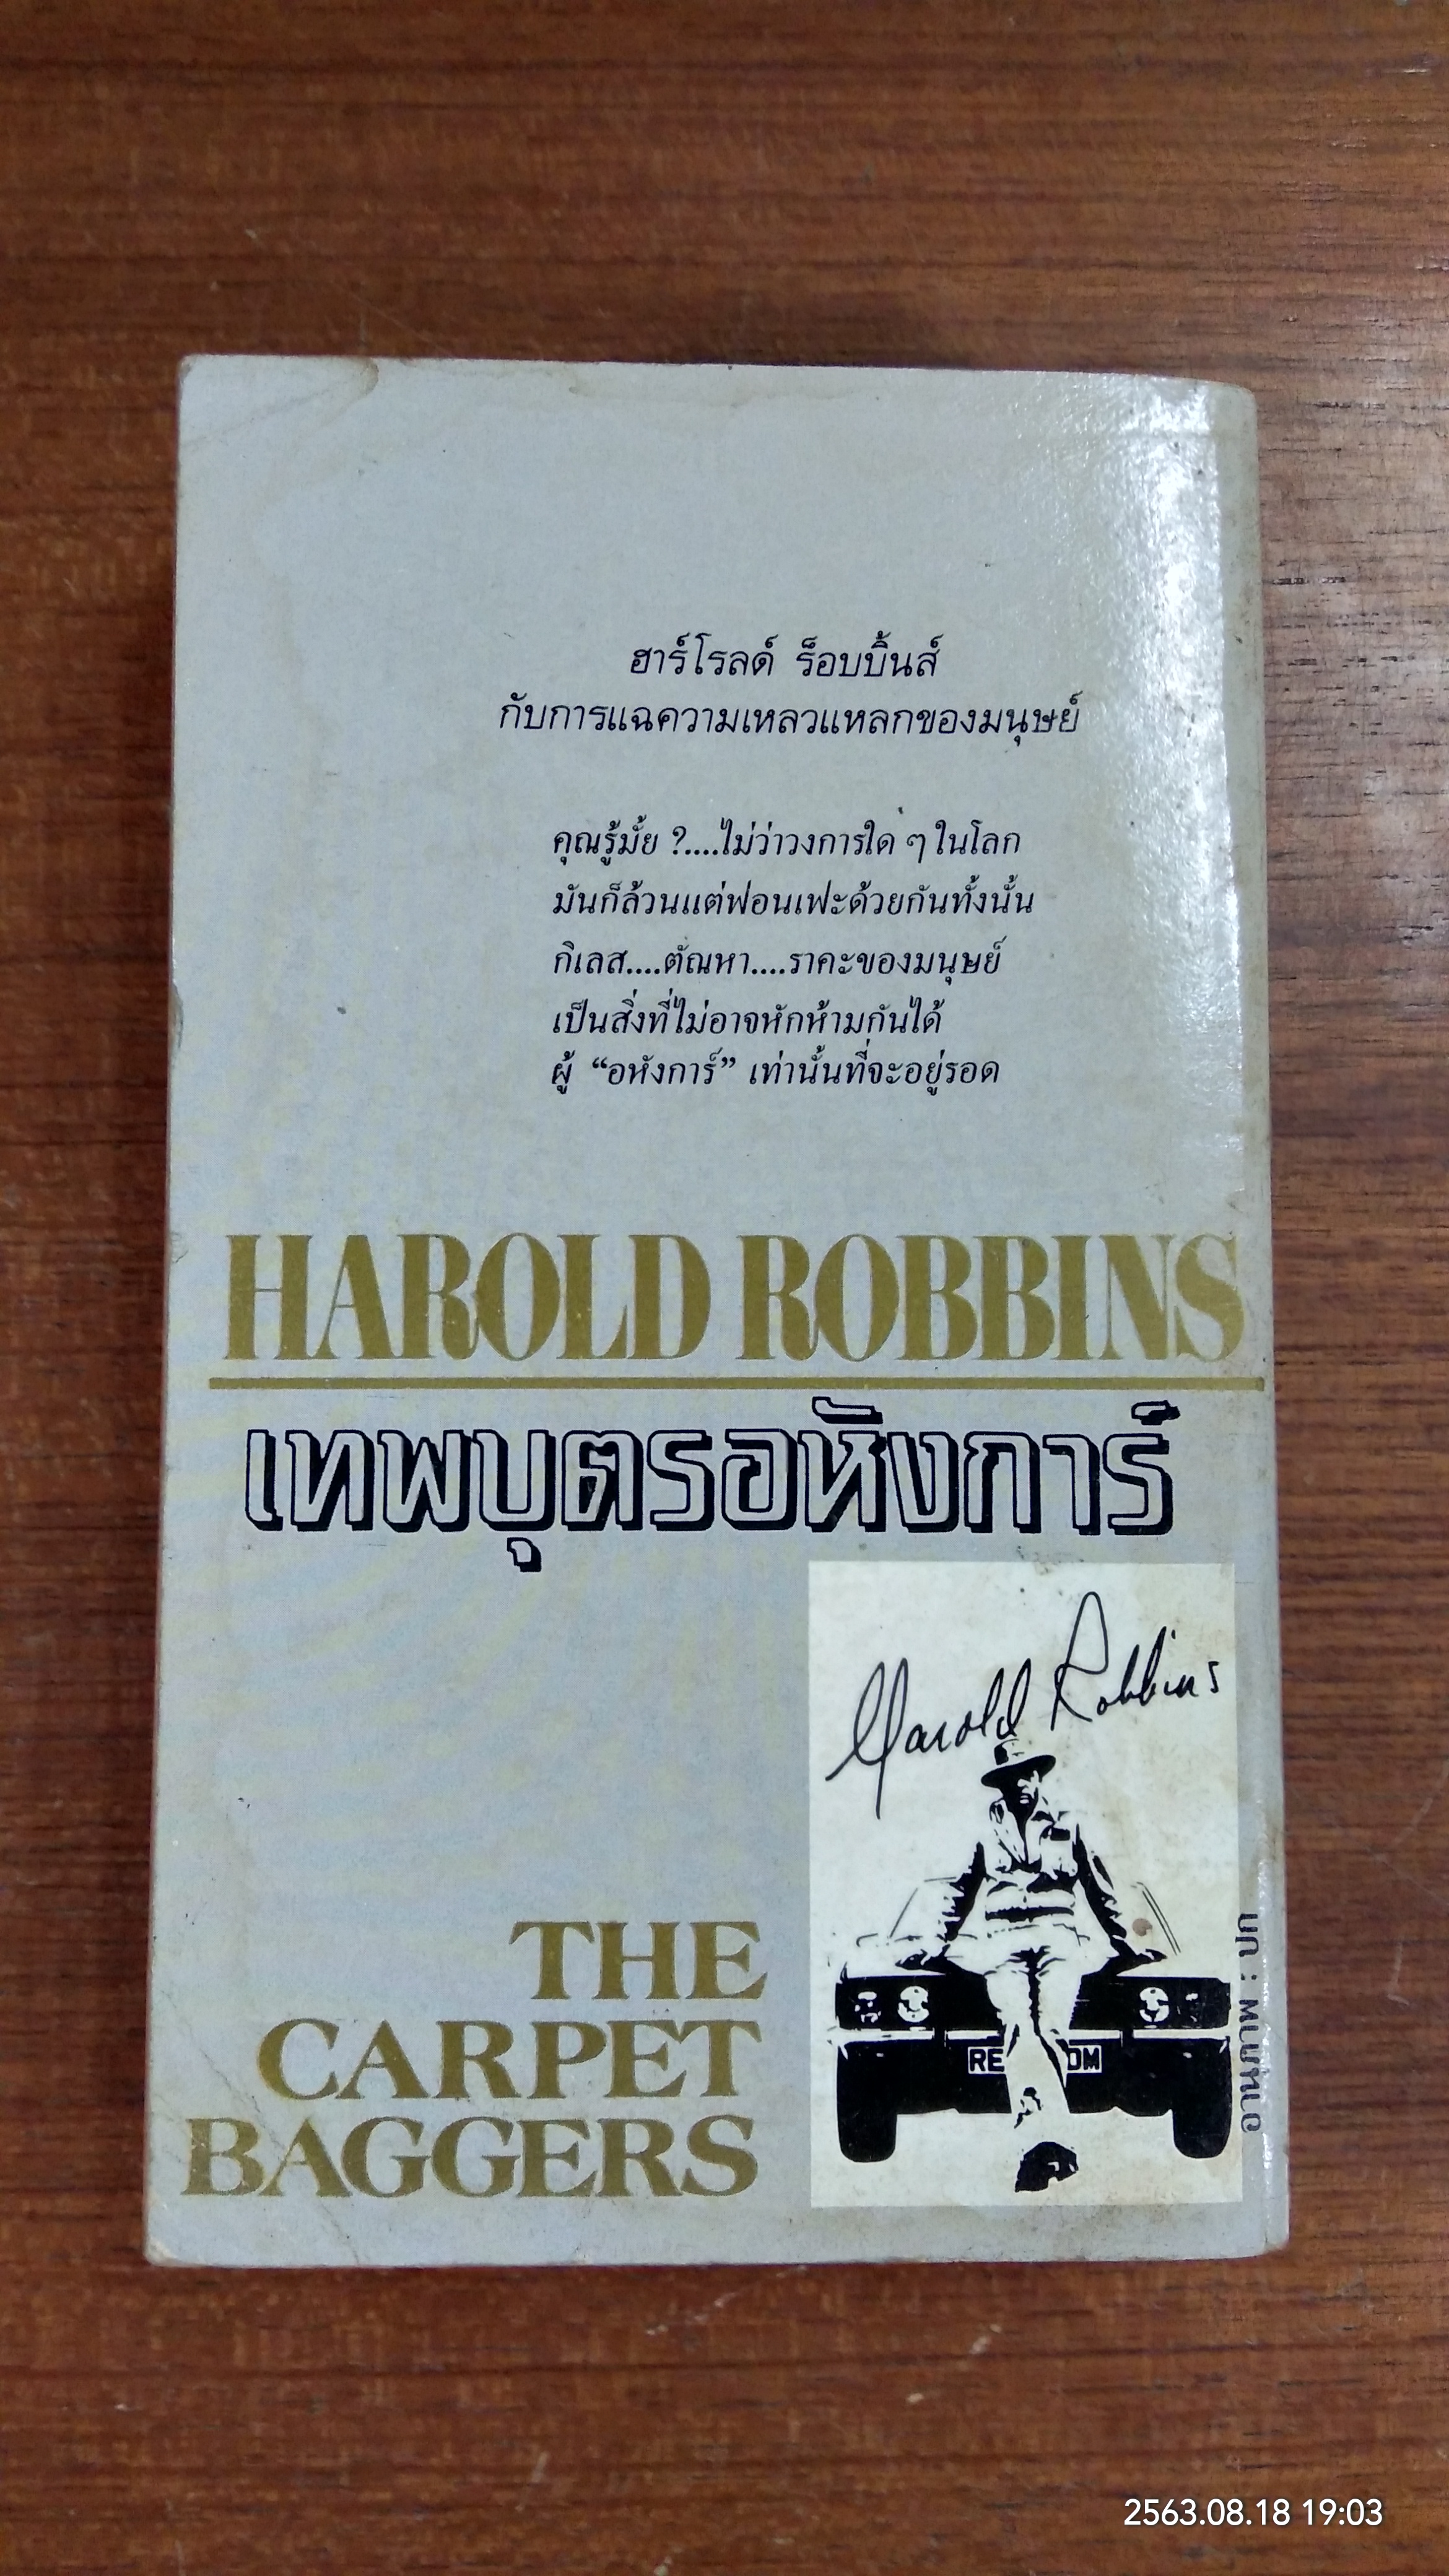 ฮาร์โรลด์ ร็อบบิ้นส์
กับการแฉความเหลวแหลกของมนุษย์
คุณรู้มั้ย ?....ไม่ว่าวงการใด ๆ ในโลก
มันก็ล้วนแต่ฟอนเฟะด้วยกันทั้งนั้น
กิเลส....ตัณหา....ราคะของมนุษย์
เป็นสิ่งที่ไม่อาจหักห้ามกันได้
ผู้ “อหังการ์” เท่านั้นที่จะอยู่รอด
HAROLD ROBBINS
เทพบุตรอหังการ์
Harold Robbins
RE DM
THE
CARPET
BAGGERS
2563.08.18 19:03